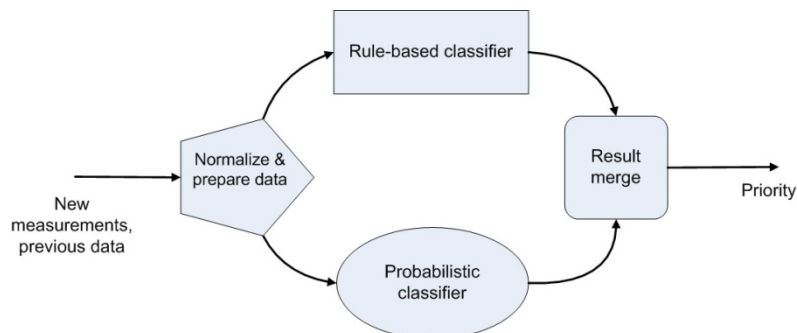 Rule-based classifier
Normalize &
prepare data
New
measurements,
previous data
Probabilistic
classifier
Result
merge
Priority